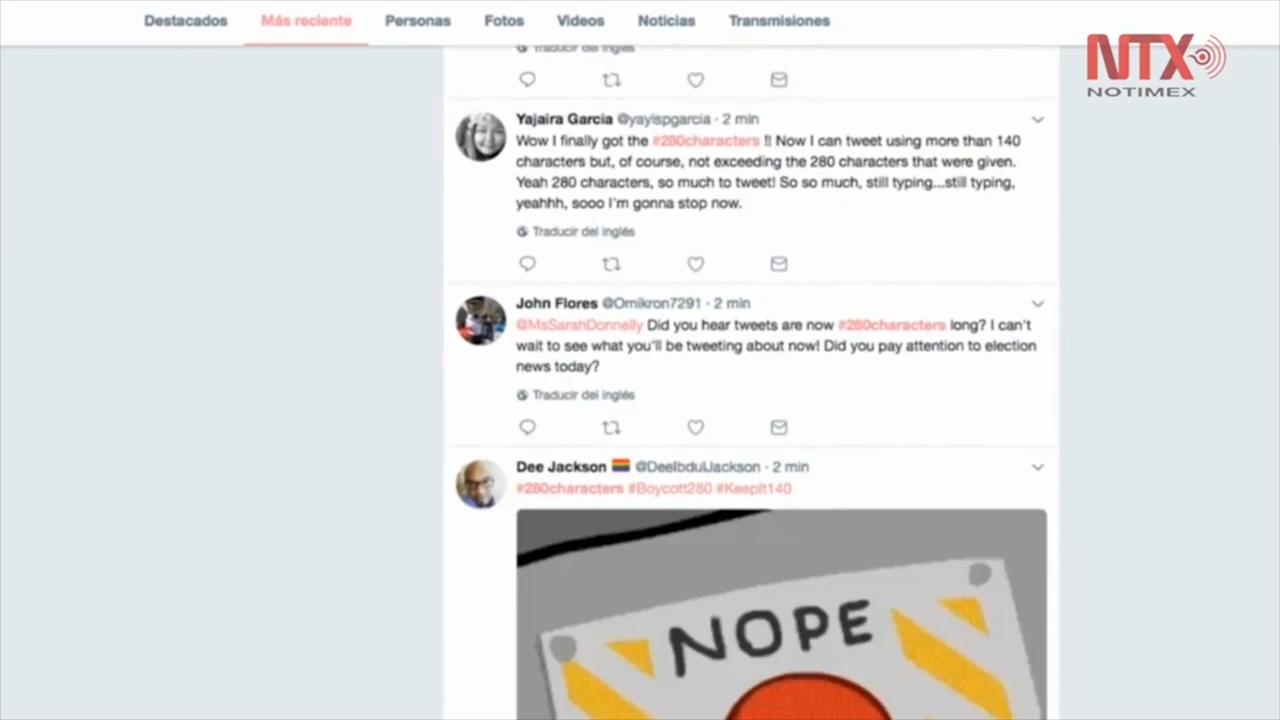 Destacados Más reciente Personas Fotos Videos Noticias Transmisiones
NTX
NOTIMEX
Traducir del inglés
Yajaira Garcia @yayispgarcia · 2 min
Wow I finally got the #280characters !! Now I can tweet using more than 140
characters but, of course, not exceeding the 280 characters that were given.
Yeah 280 characters, so much to tweet! So so much, still typing...still typing,
yeahhh, sooo I'm gonna stop now.
Traducir del inglés
John Flores @Omikron7291 · 2 min
@MsSarahDonnelly Did you hear tweets are now #280characters long? I can't
wait to see what you'll be tweeting about now! Did you pay attention to election
news today?
Traducir del inglés
Dee Jackson @DeeIbdulJackson · 2 min
#280characters #Boycott280 #KeepIt140
NOPE